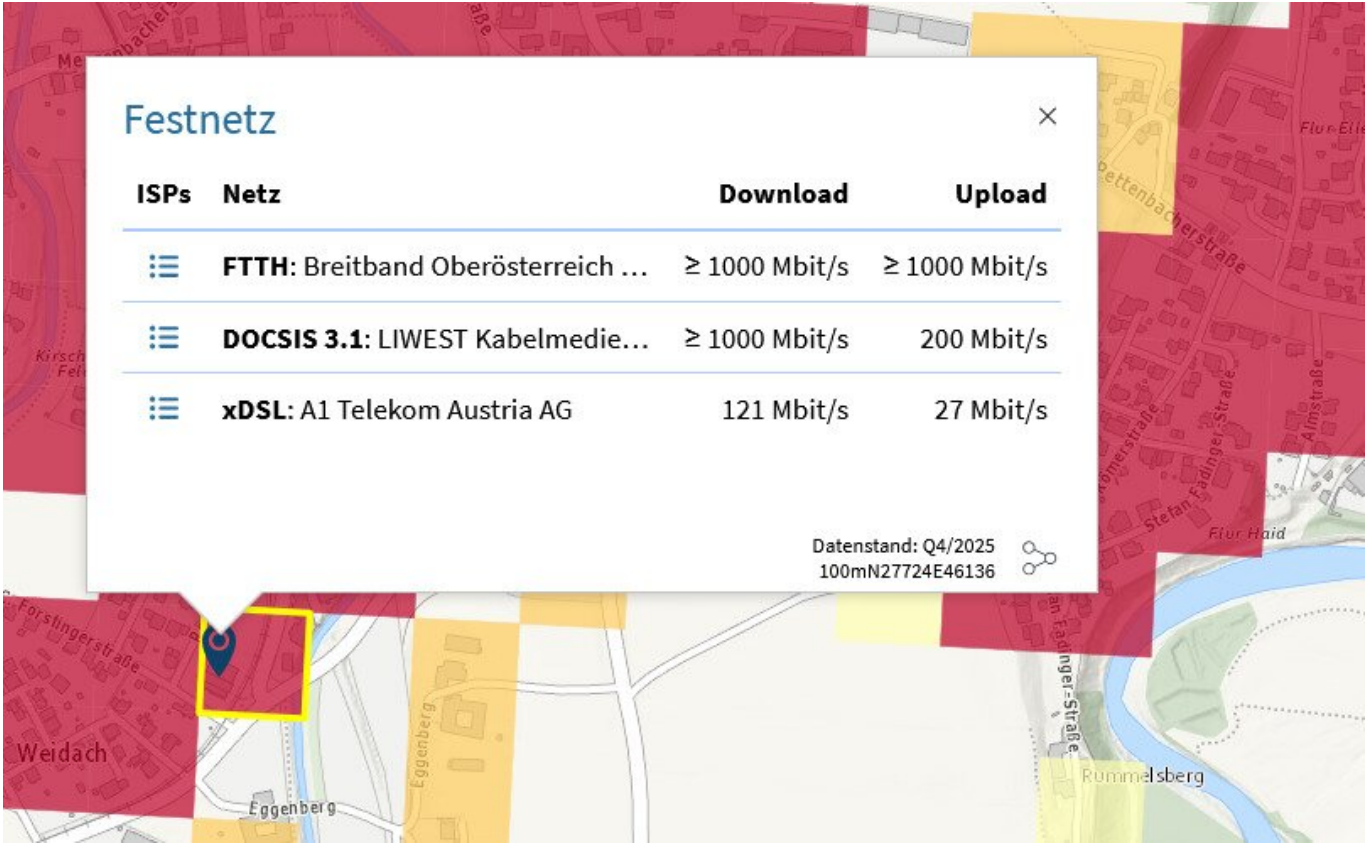 Festnetz
ISPs Netz Download Upload
FTTH: Breitband Oberösterreich ... ≥ 1000 Mbit/s ≥ 1000 Mbit/s
DOCSIS 3.1: LIWEST Kabelmedie... ≥ 1000 Mbit/s 200 Mbit/s
xDSL: A1 Telekom Austria AG 121 Mbit/s 27 Mbit/s
Datenstand: Q4/2025
100mN27724E46136
Pettenbacherstraße
Almstraße
Stefan-Fadinger-Straße
Flur Haid
Forstingerstraße
Weidach
Eggenberg
Eggenberg
Rummelsberg